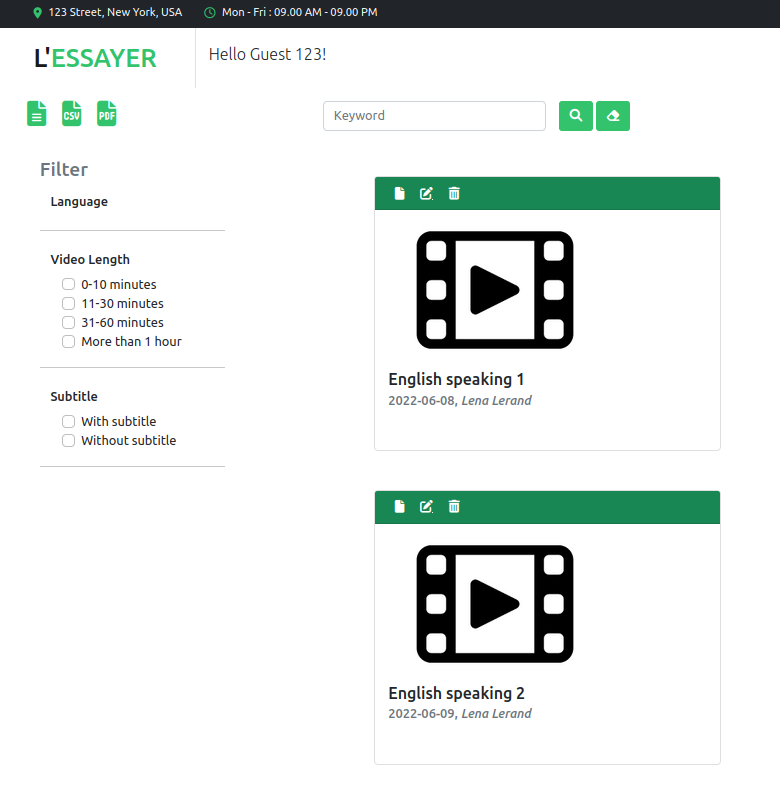 123 Street, New York, USA Mon - Fri : 09.00 AM - 09.00 PM
L'ESSAYER
Hello Guest 123!
CSV PDF
Keyword
Filter
Language
Video Length
0-10 minutes
11-30 minutes
31-60 minutes
More than 1 hour
Subtitle
With subtitle
Without subtitle
English speaking 1
2022-06-08, Lena Lerand
English speaking 2
2022-06-09, Lena Lerand